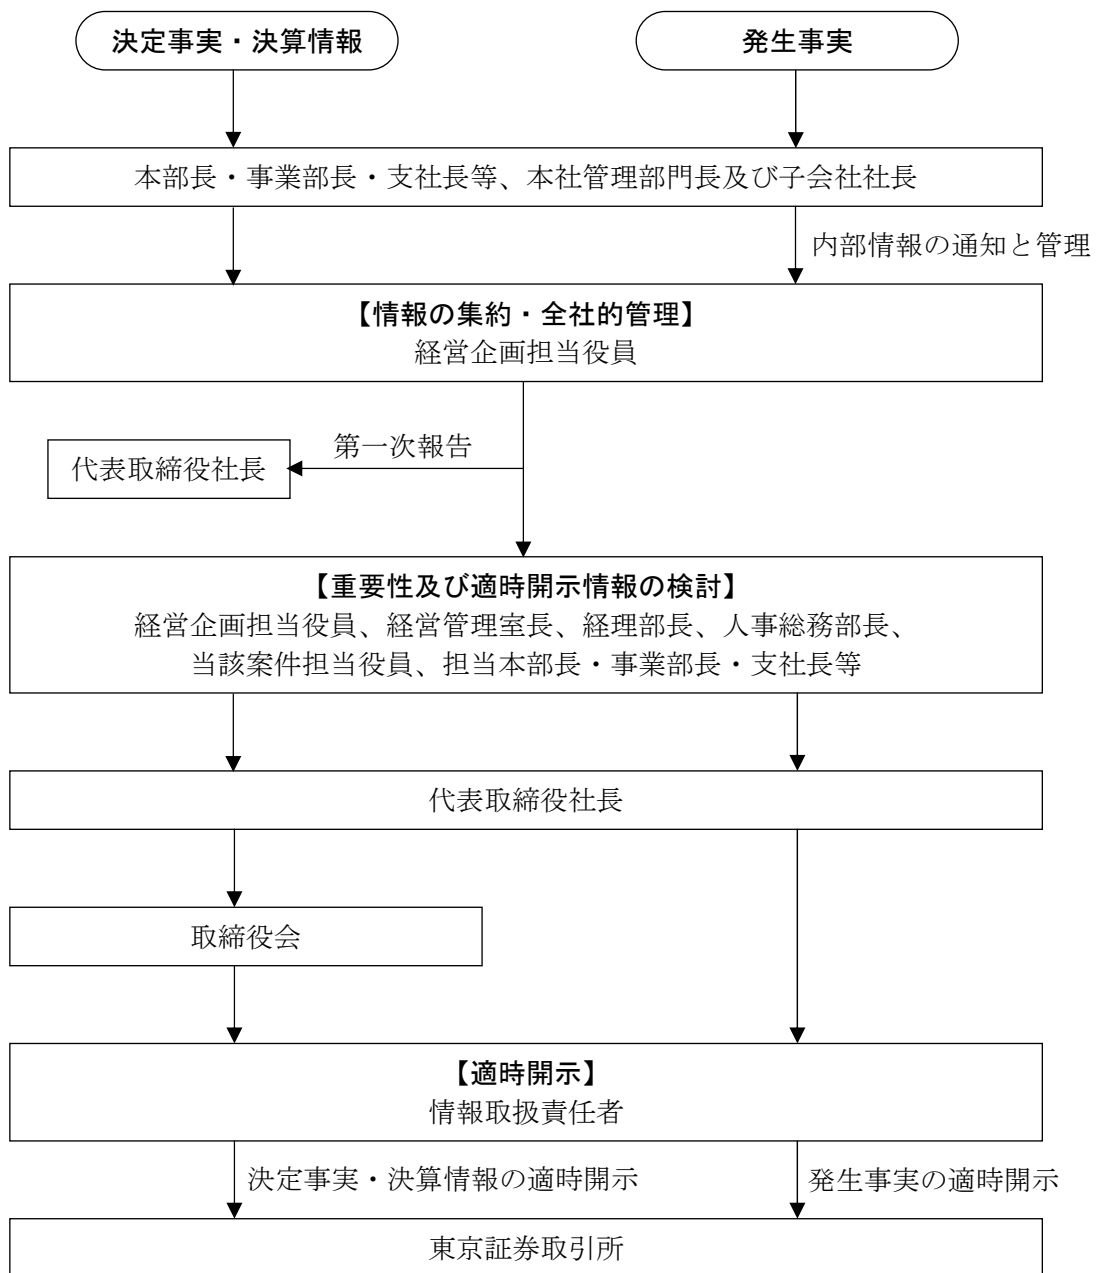 決定事実・決算情報
発生事実
本部長・事業部長・支社長等、本社管理部門長及び子会社社長
内部情報の通知と管理
【情報の集約・全社的管理】
経営企画担当役員
第一次報告
代表取締役社長
【重要性及び適時開示情報の検討】
経営企画担当役員、経営管理室長、経理部長、人事総務部長、
当該案件担当役員、担当本部長・事業部長・支社長等
代表取締役社長
取締役会
【適時開示】
情報取扱責任者
決定事実・決算情報の適時開示
発生事実の適時開示
東京証券取引所